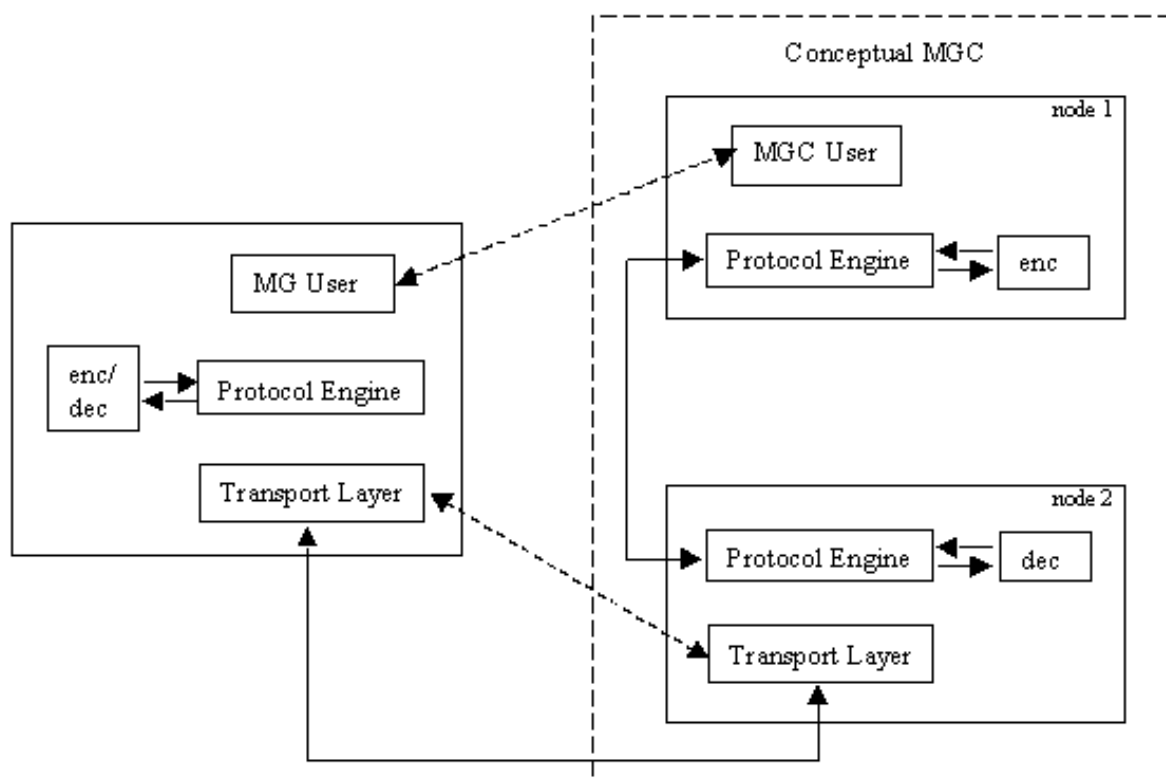 Conceptual MGC
node 1
MGC User
Protocol Engine
enc
MG User
enc/
dec
Protocol Engine
Transport Layer
node 2
Protocol Engine
dec
Transport Layer